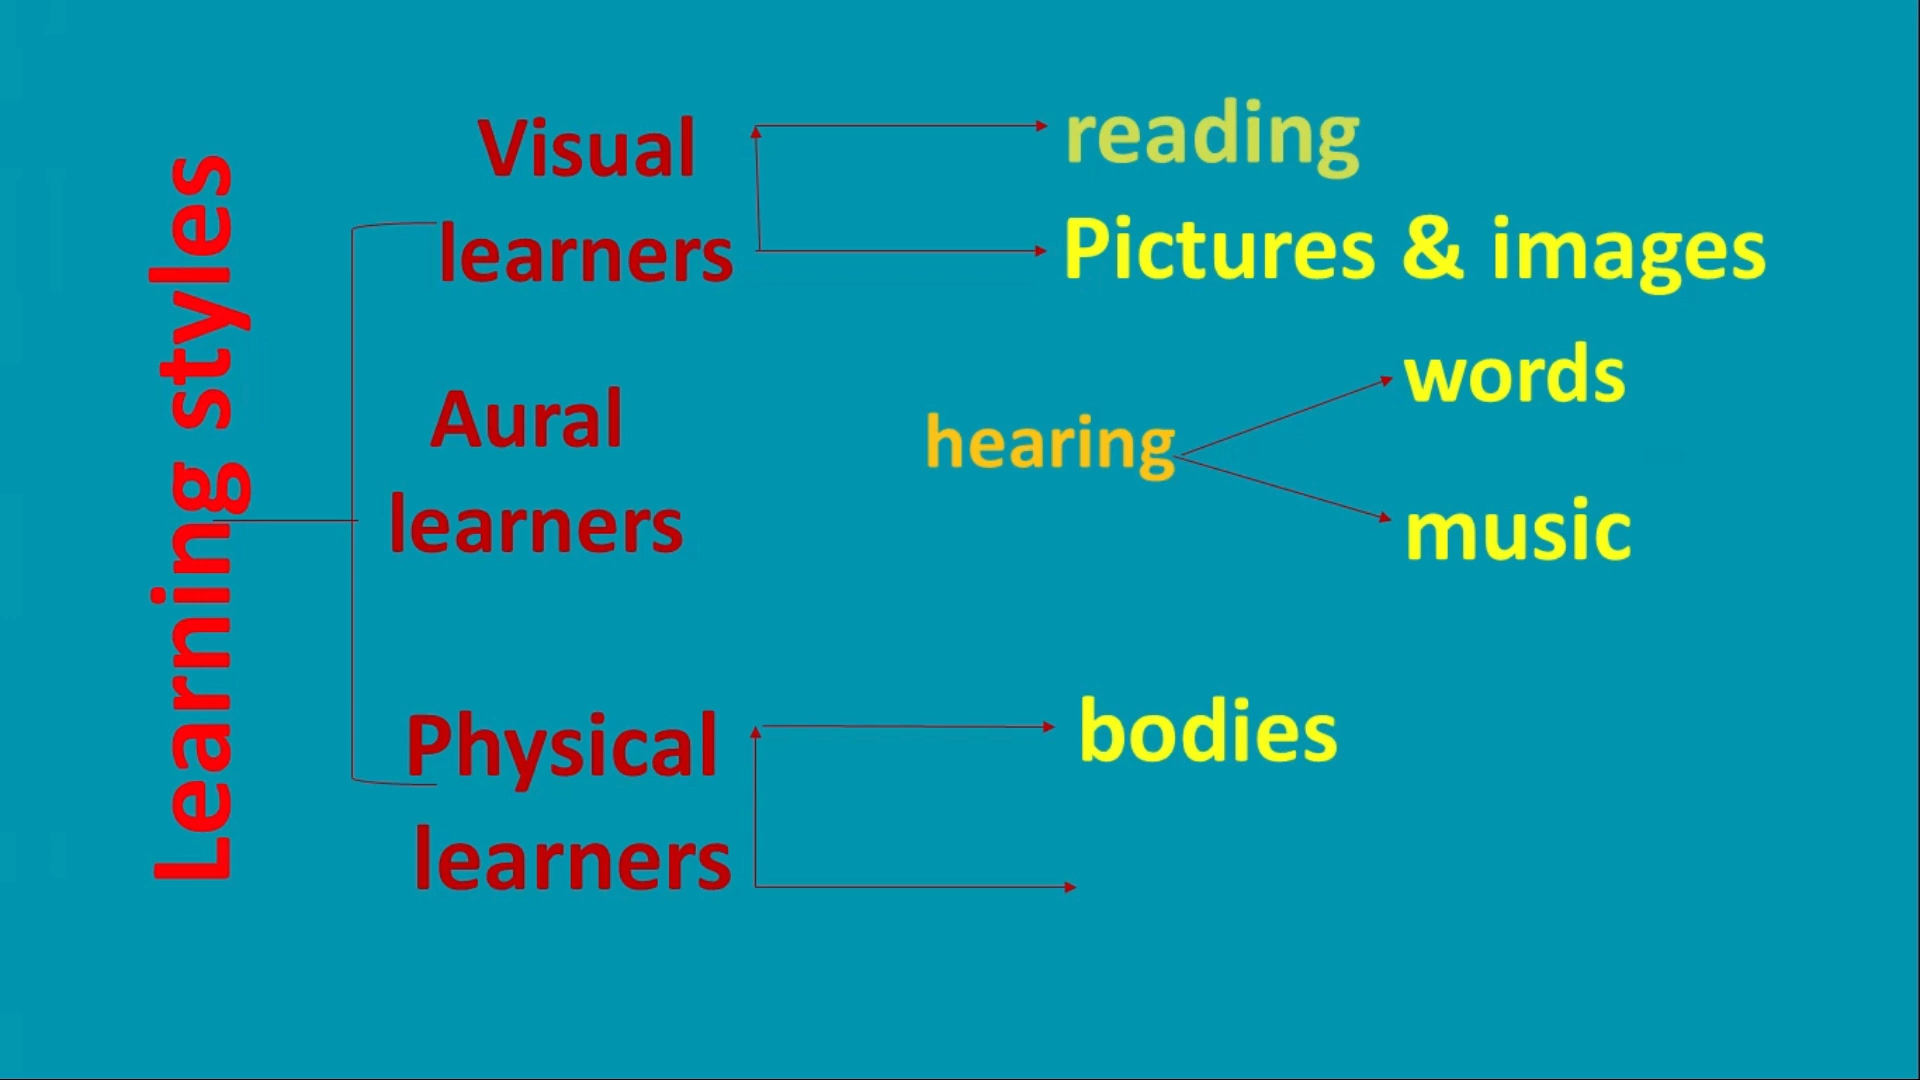 Learning styles
Visual
learners
reading
Pictures & images
Aural
learners
hearing
words
music
Physical
learners
bodies